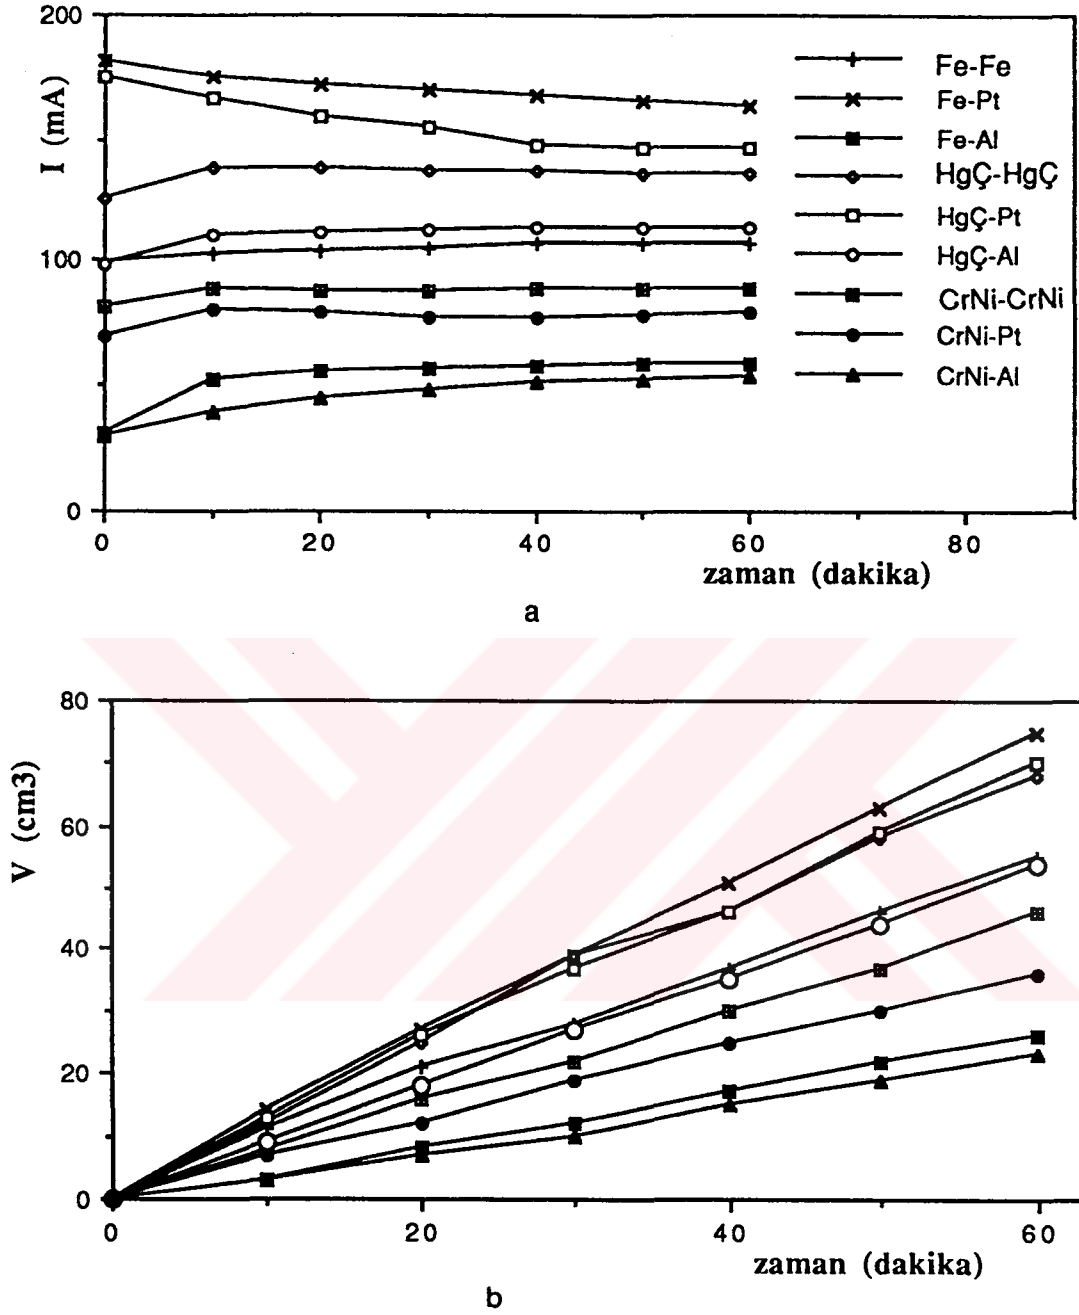 200
I (mA)
100
0
0 20 40 60 80
zaman (dakika)
Fe-Fe
Fe-Pt
Fe-Al
HgÇ-HgÇ
HgÇ-Pt
HgÇ-Al
CrNi-CrNi
CrNi-Pt
CrNi-Al
a
80
V (cm3)
60
40
20
0
0 20 40 60
zaman (dakika)
b